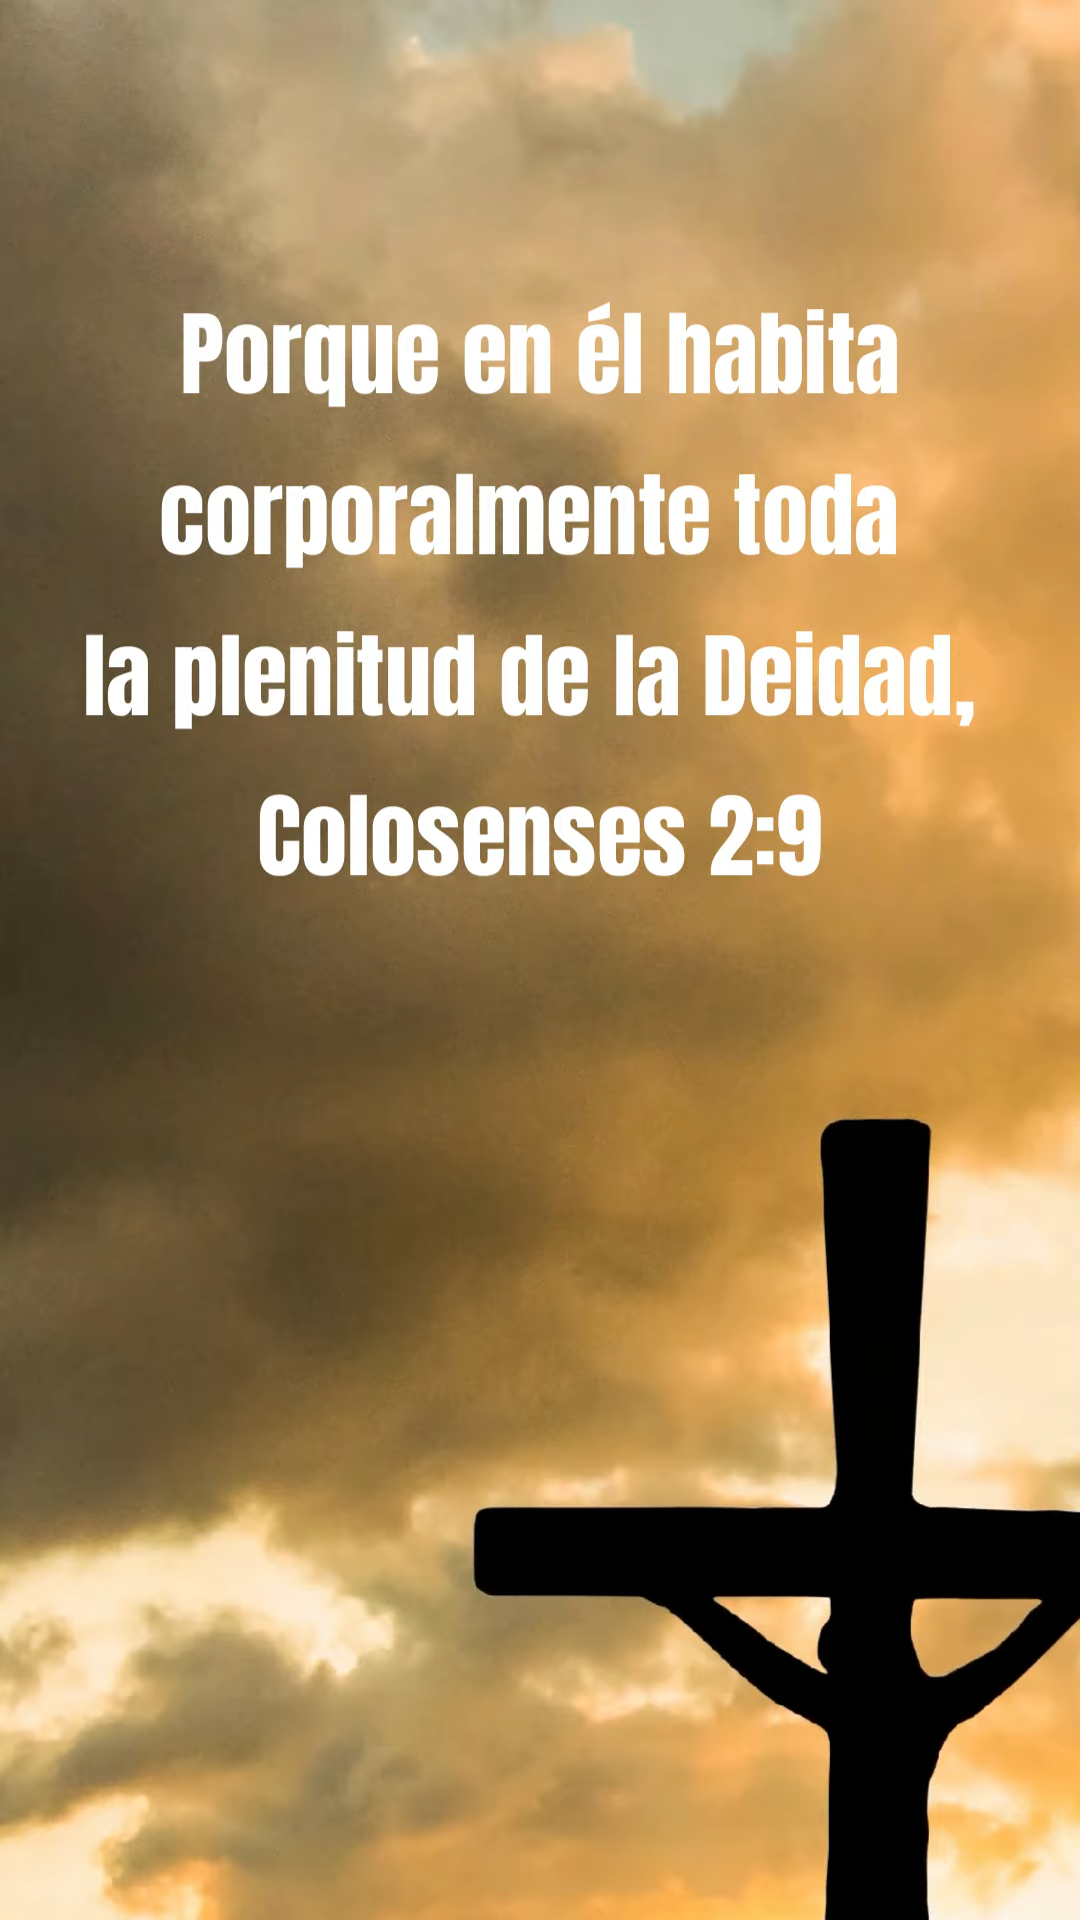 Porque en él habita
corporalmente toda
la plenitud de la Deidad,
Colosenses 2:9